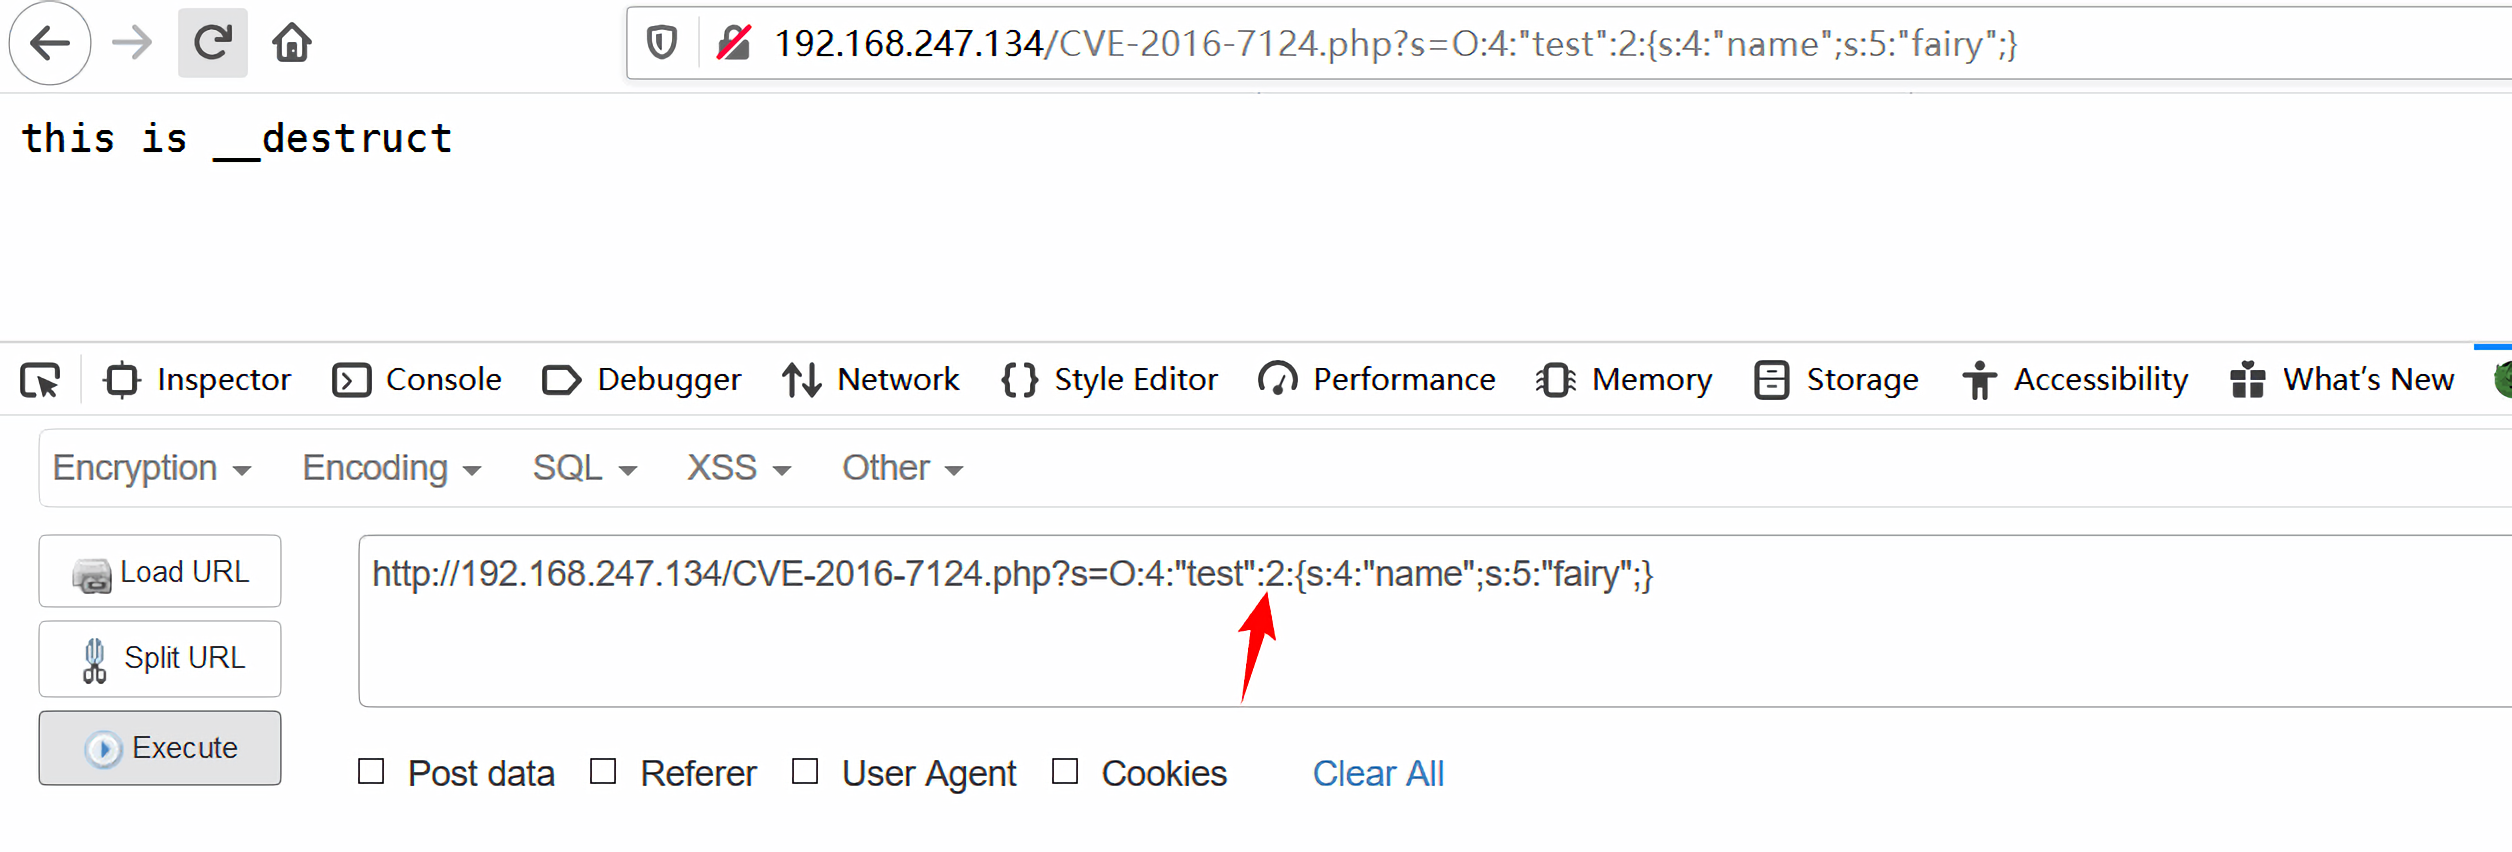 192.168.247.134/CVE-2016-7124.php?s=O:4:"test":2:{s:4:"name";s:5:"fairy";}
this is __destruct
Inspector Console Debugger Network Style Editor Performance Memory Storage Accessibility What's New
Encryption Encoding SQL XSS Other
Load URL
http://192.168.247.134/CVE-2016-7124.php?s=O:4:"test":2:{s:4:"name";s:5:"fairy";}
Split URL
Execute
Post data Referer User Agent Cookies Clear All